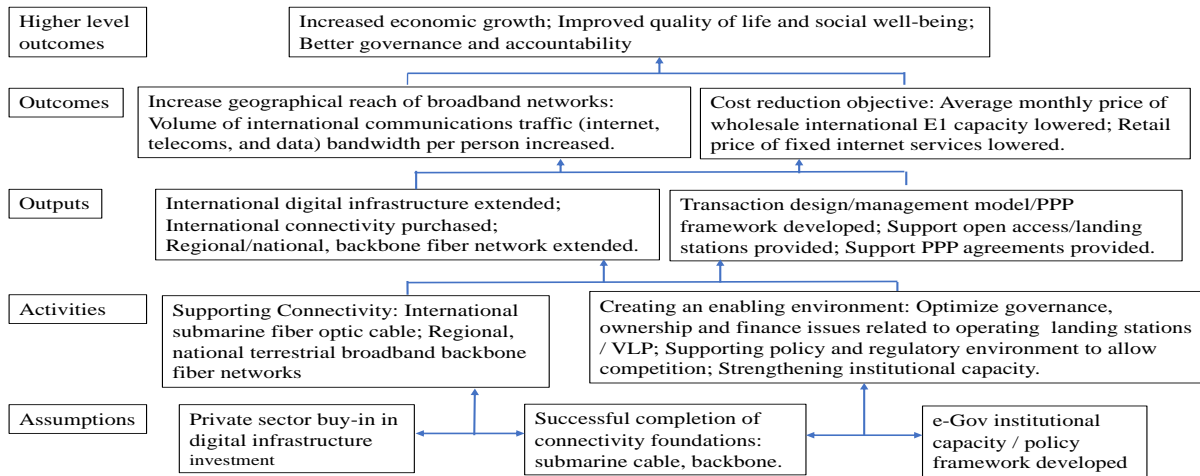 Higher level
outcomes
Increased economic growth; Improved quality of life and social well-being;
Better governance and accountability
Outcomes
Increase geographical reach of broadband networks:
Volume of international communications traffic (internet,
telecoms, and data) bandwidth per person increased.
Cost reduction objective: Average monthly price of
wholesale international E1 capacity lowered; Retail
price of fixed internet services lowered.
Outputs
International digital infrastructure extended;
International connectivity purchased;
Regional/national, backbone fiber network extended.
Transaction design/management model/PPP
framework developed; Support open access/landing
stations provided; Support PPP agreements provided.
Activities
Supporting Connectivity: International
submarine fiber optic cable; Regional,
national terrestrial broadband backbone
fiber networks
Creating an enabling environment: Optimize governance,
ownership and finance issues related to operating landing stations
/ VLP; Supporting policy and regulatory environment to allow
competition; Strengthening institutional capacity.
Assumptions
Private sector buy-in in
digital infrastructure
investment
Successful completion of
connectivity foundations:
submarine cable, backbone.
e-Gov institutional
capacity / policy
framework developed